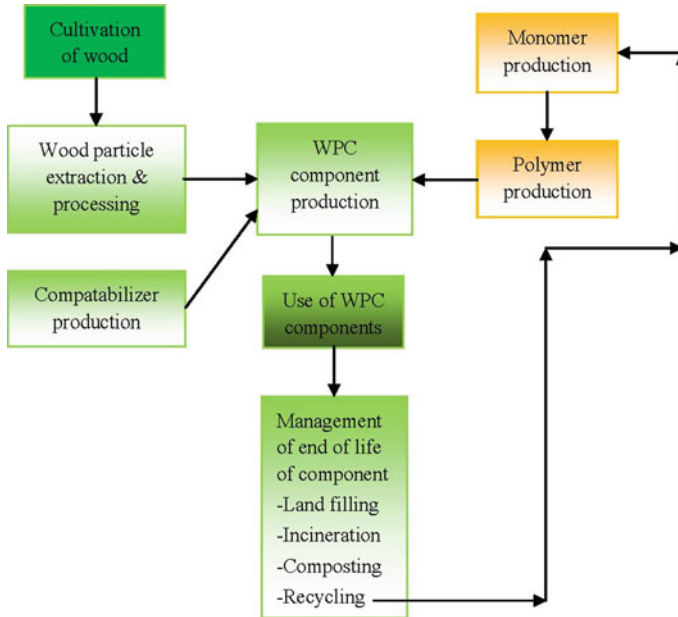 Cultivation
of wood
Monomer
production
Wood particle
extraction &
processing
WPC
component
production
Polymer
production
Compatabilizer
production
Use of WPC
components
Management
of end of life
of component
-Land filling
-Incineration
-Composting
-Recycling